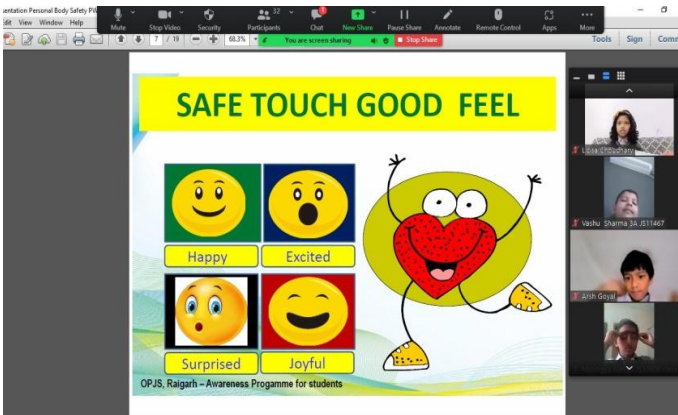 entation Personal Body Safety
dit View Window Help
Mute
Stop Video
Security
32
Participants
1
Chat
New Share
Pause Share
Annotate
Remote Control
Apps
More
7 / 19
68.3%
You are screen sharing
Stop Share
Tools Sign Comm
SAFE TOUCH GOOD FEEL
Happy
Excited
Surprised
Joyful
OPJS, Raigarh – Awareness Progamme for students
Lipsa Choudhary
Vashu Sharma 3A JS11467
Arsh Goyal